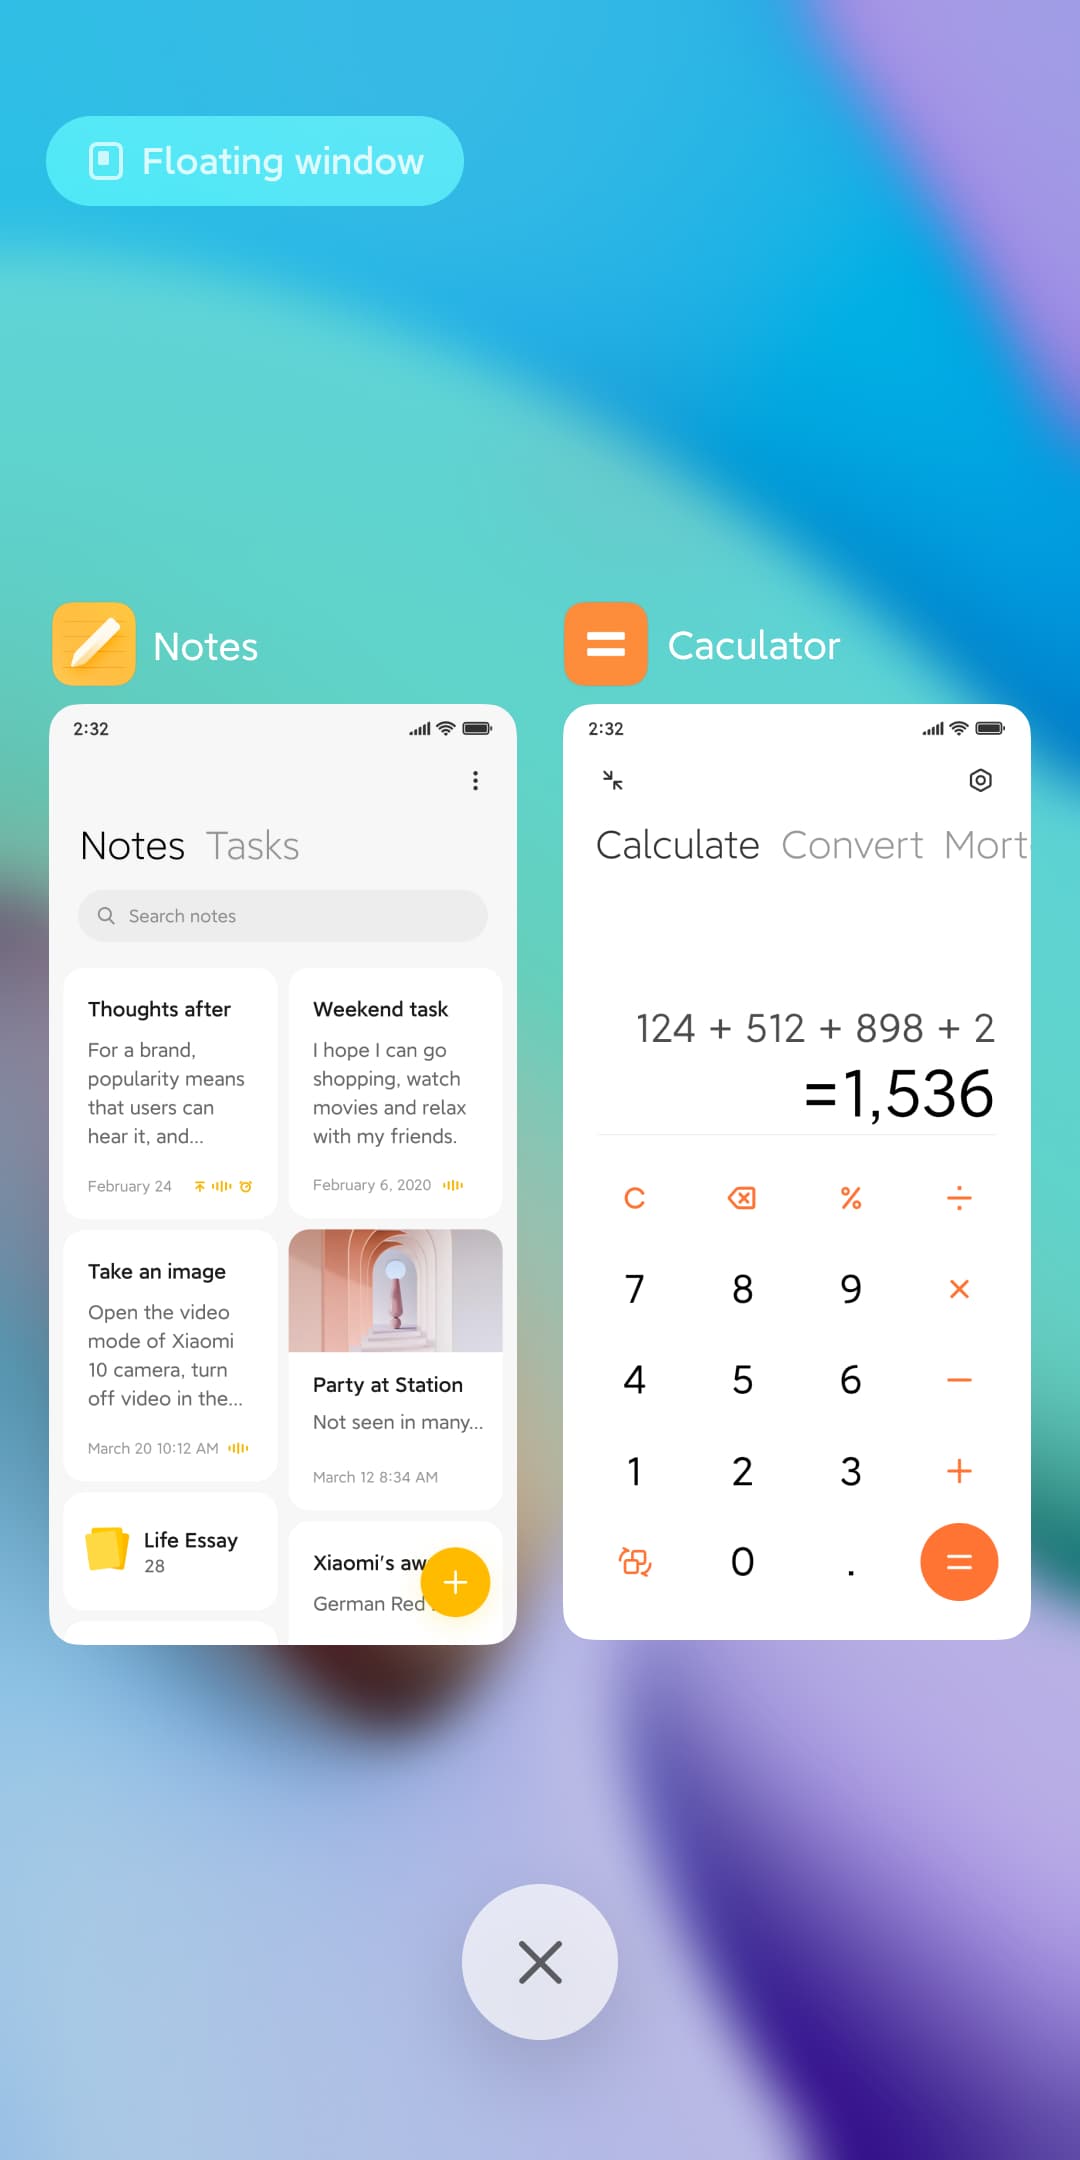 Floating window
Notes
2:32
Notes Tasks
Search notes
Thoughts after
For a brand,
popularity means
that users can
hear it, and...
February 24
Weekend task
I hope I can go
shopping, watch
movies and relax
with my friends.
February 6, 2020
Take an image
Open the video
mode of Xiaomi
10 camera, turn
off video in the...
March 20 10:12 AM
Party at Station
Not seen in many...
March 12 8:34 AM
Life Essay
28
Xiaomi's aw
German Red
Caculator
2:32
Calculate Convert Mort
124 + 512 + 898 + 2
=1,536
C % ÷
7 8 9 ×
4 5 6 −
1 2 3 +
0 . =